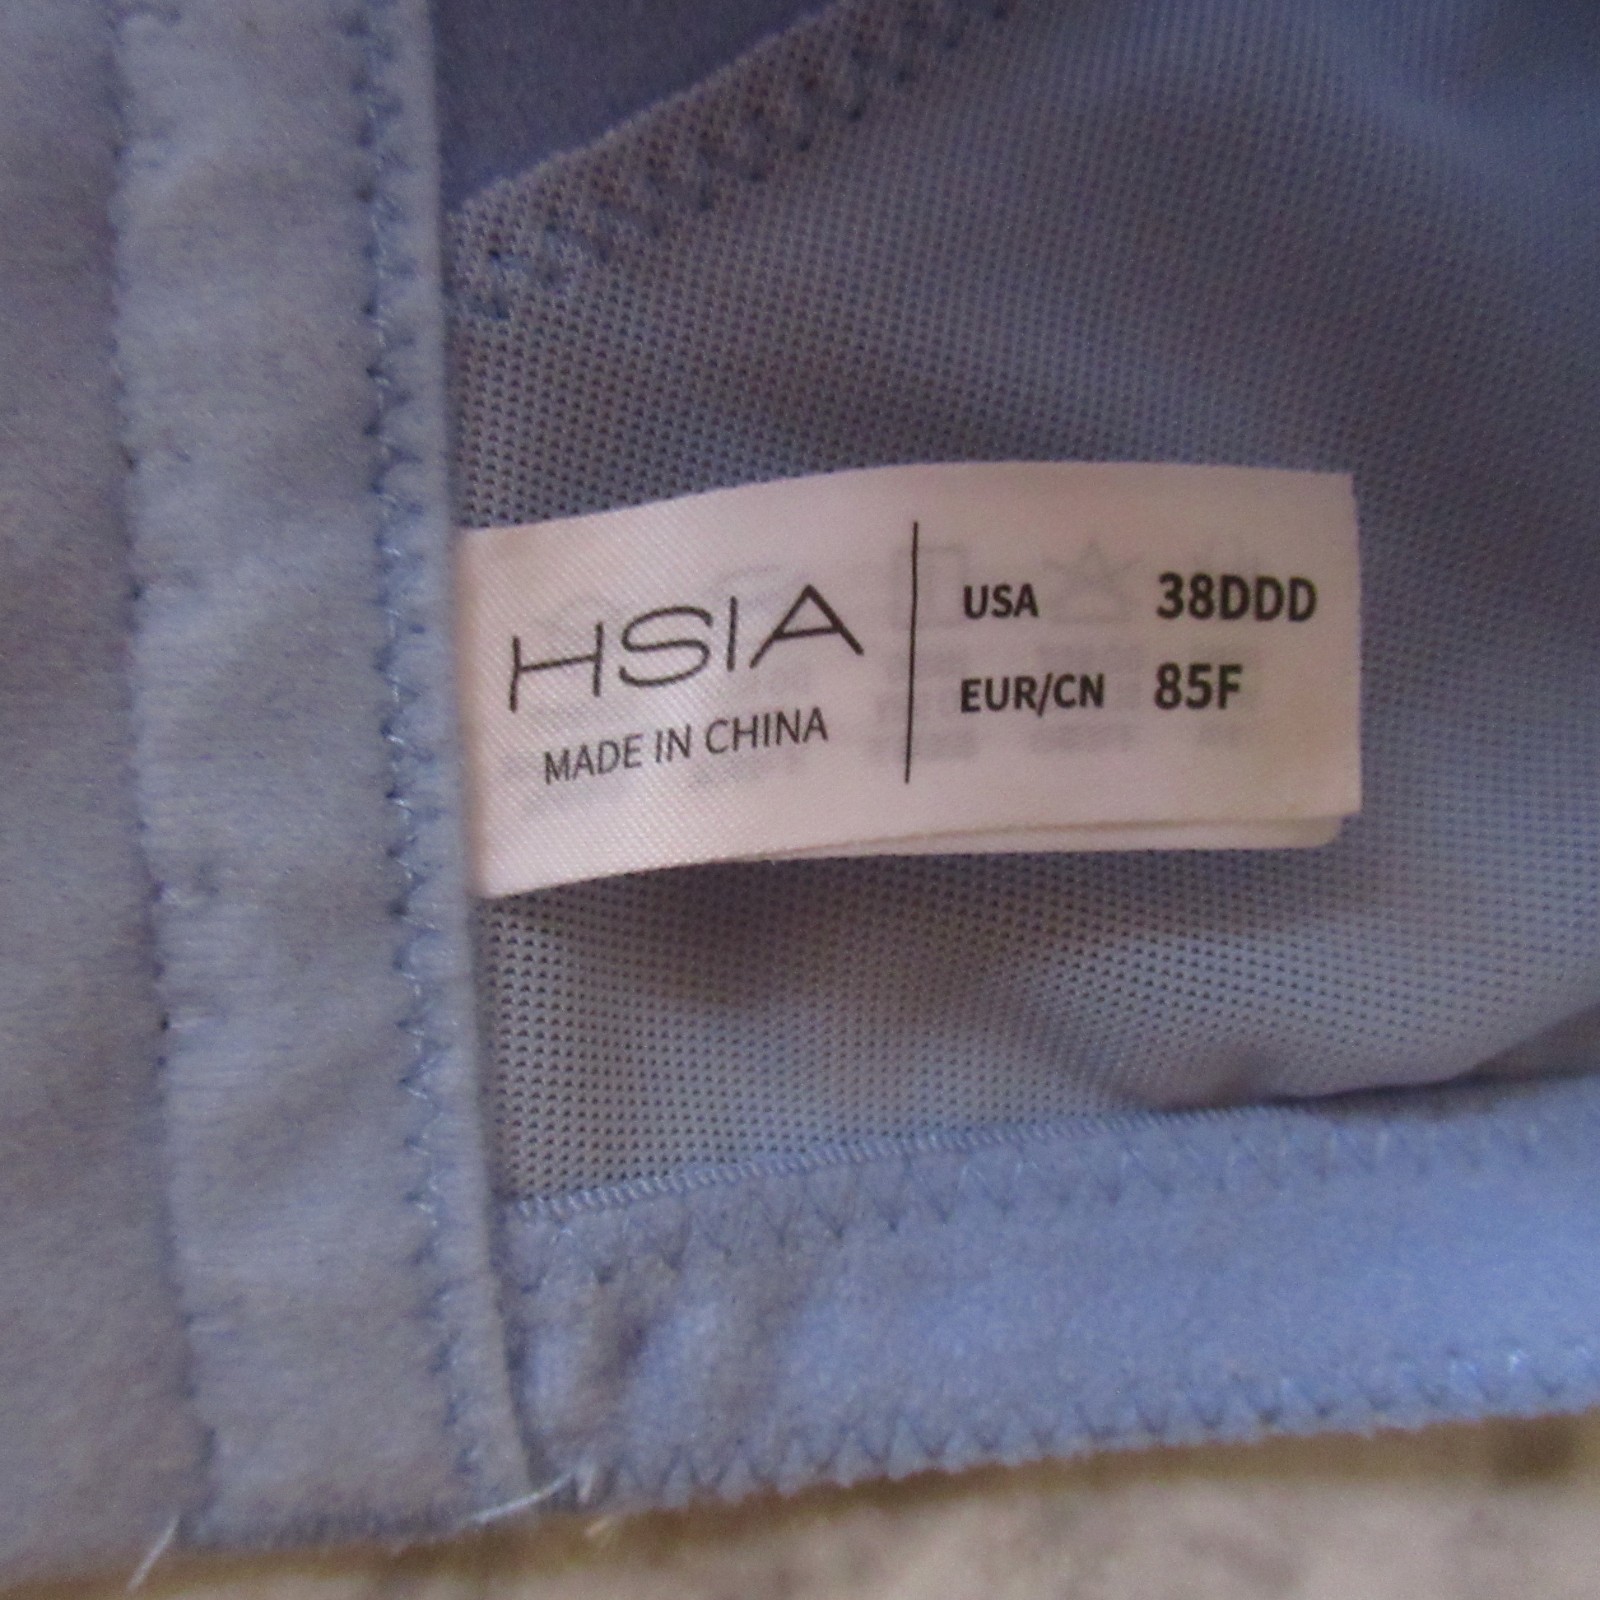 HSIA
MADE IN CHINA
USA 38DDD
EUR/CN 85F